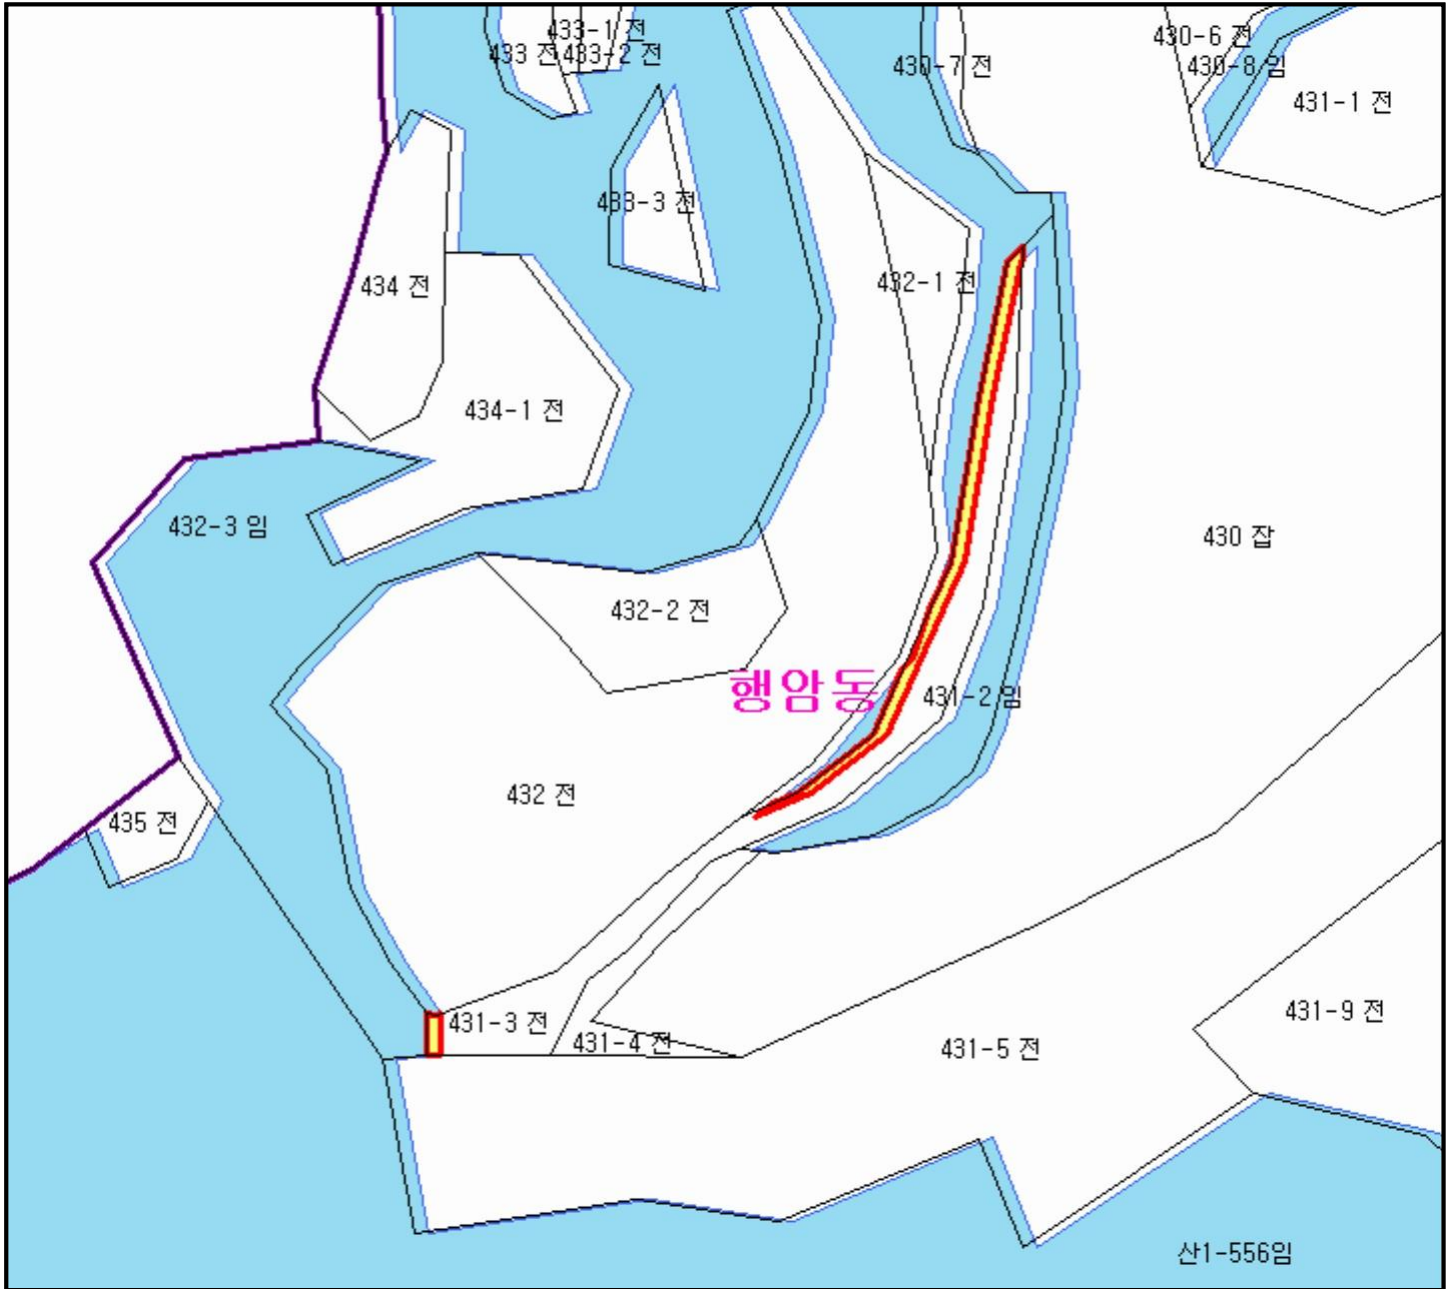 433-1 전
430-6 전
433 전
433-2 전
430-7 전
430-8 임
431-1 전
433-3 전
434 전
432-1 전
434-1 전
432-3 임
430 잡
432-2 전
행암동
431-2 임
432 전
435 전
431-9 전
431-3 전
431-4 전
431-5 전
산1-556임